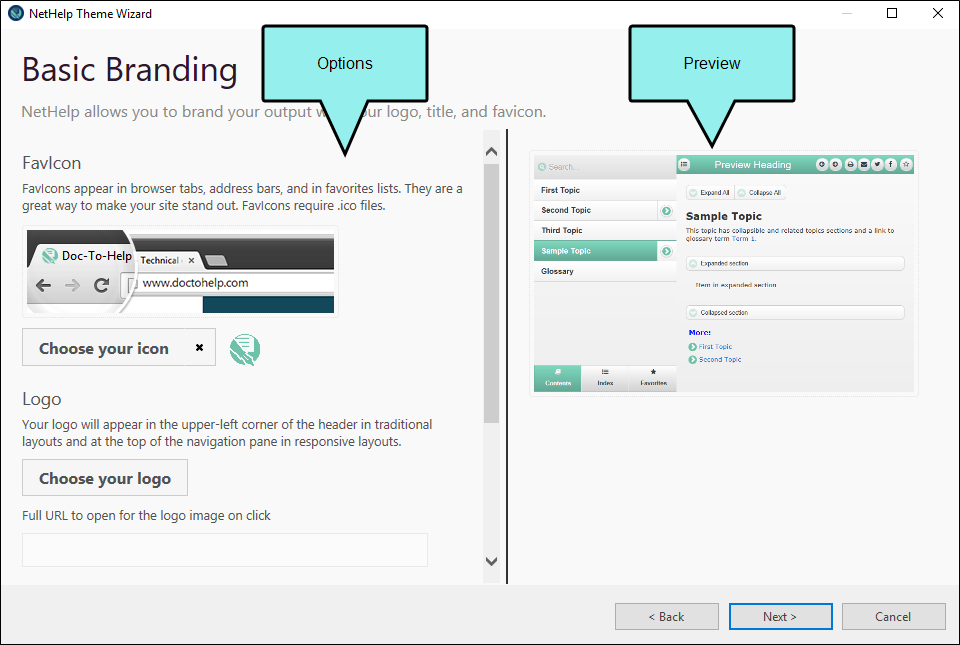 NetHelp Theme Wizard
Options
Preview
Basic Branding
NetHelp allows you to brand your output w our logo, title, and favicon.
FavIcon
FavIcons appear in browser tabs, address bars, and in favorites lists. They are a
great way to make your site stand out. FavIcons require .ico files.
Doc-To-Help
Technical
www.doctohelp.com
Choose your icon
Logo
Your logo will appear in the upper-left corner of the header in traditional
layouts and at the top of the navigation pane in responsive layouts.
Choose your logo
Full URL to open for the logo image on click
Search...
Preview Heading
First Topic
Second Topic
Third Topic
Sample Topic
Glossary
Contents
Index
Favorites
Expand All
Collapse All
Sample Topic
This topic has collapsible and related topics sections and a link to
glossary term Term 1.
Expanded section
Item in expanded section
Collapsed section
More:
First Topic
Second Topic
< Back
Next >
Cancel